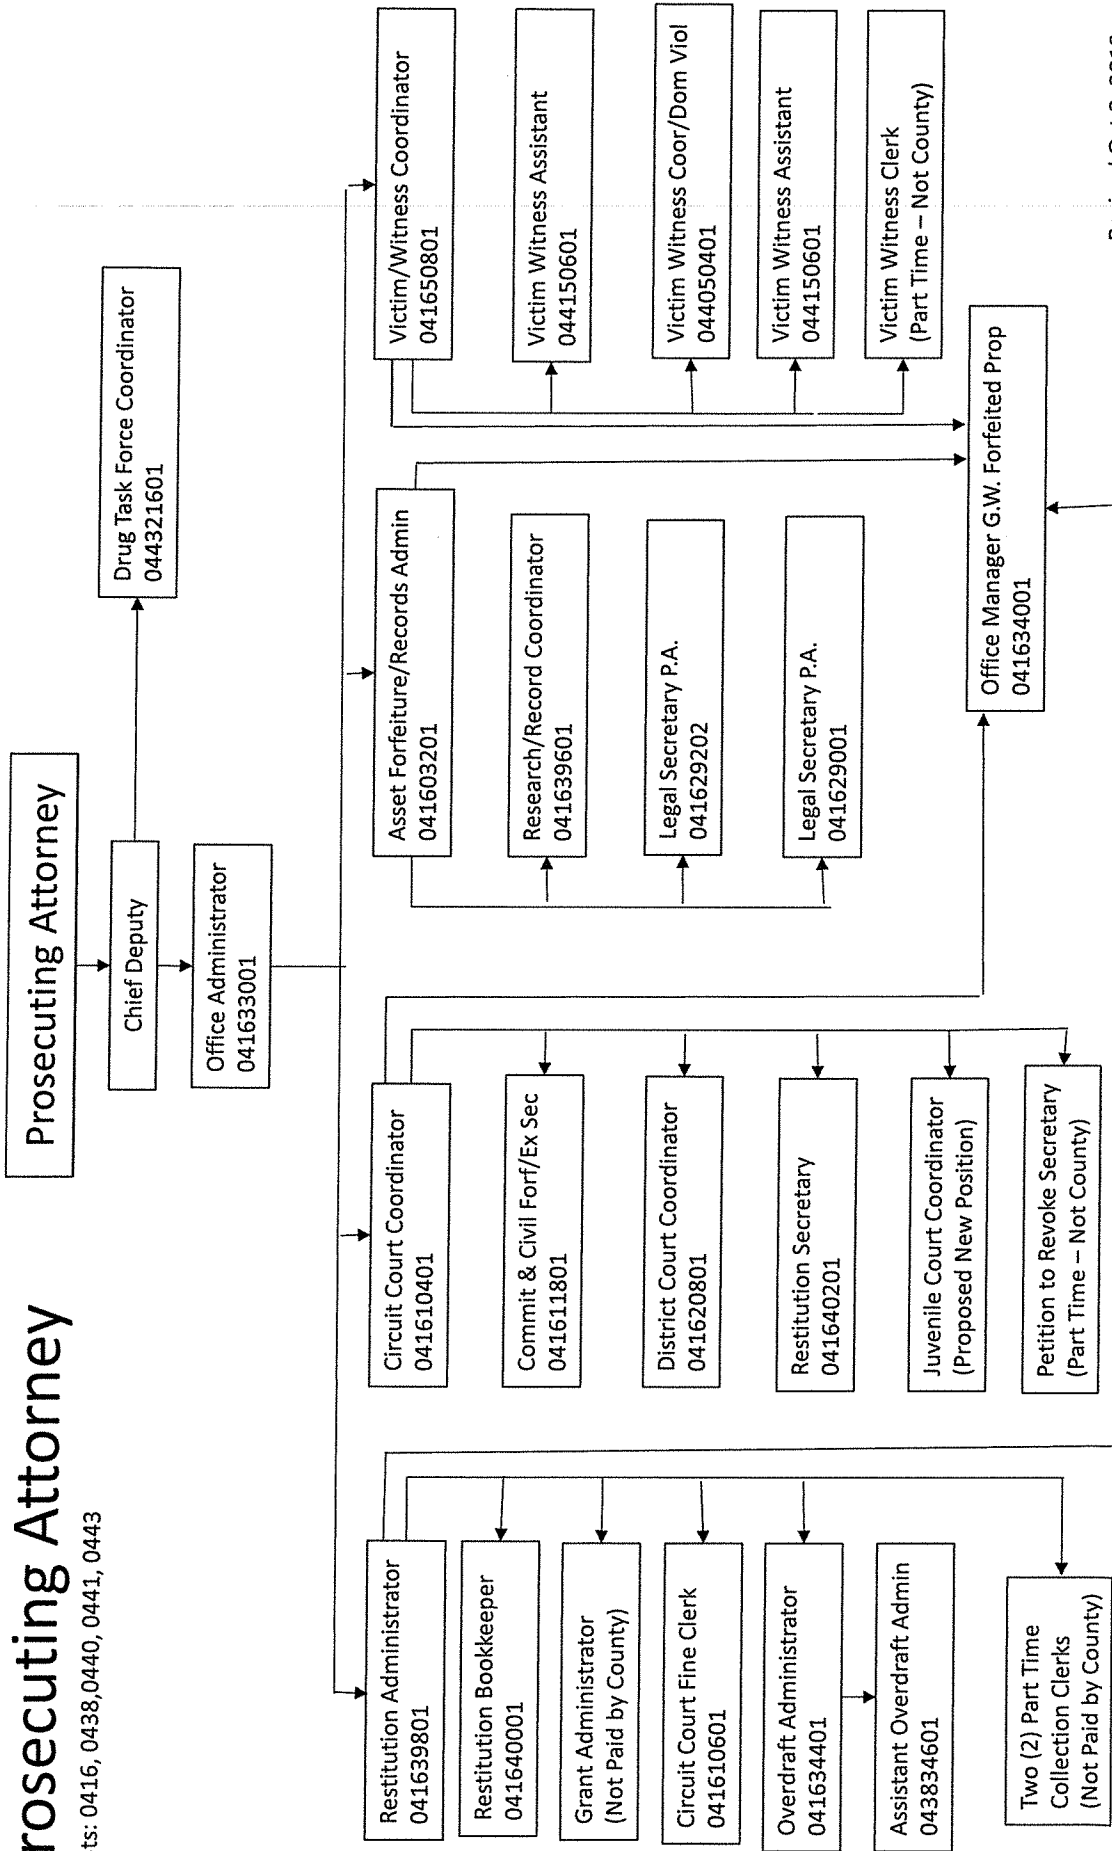 rosecuting Attorney
ts: 0416, 0438,0440, 0441, 0443
Prosecuting Attorney
Chief Deputy
Drug Task Force Coordinator
044321601
Office Administrator
041633001
Restitution Administrator
041639801
Restitution Bookkeeper
041640001
Grant Administrator
(Not Paid by County)
Circuit Court Fine Clerk
041610601
Overdraft Administrator
041634401
Assistant Overdraft Admin
043834601
Two (2) Part Time
Collection Clerks
(Not Paid by County)
Circuit Court Coordinator
041610401
Commit & Civil Forf/Ex Sec
041611801
District Court Coordinator
041620801
Restitution Secretary
041640201
Juvenile Court Coordinator
(Proposed New Position)
Petition to Revoke Secretary
(Part Time – Not County)
Asset Forfeiture/Records Admin
041603201
Research/Record Coordinator
041639601
Legal Secretary P.A.
041629202
Legal Secretary P.A.
041629001
Victim/Witness Coordinator
041650801
Victim Witness Assistant
044150601
Victim Witness Coor/Dom Viol
044050401
Victim Witness Assistant
044150601
Victim Witness Clerk
(Part Time – Not County)
Office Manager G.W. Forfeited Prop
041634001